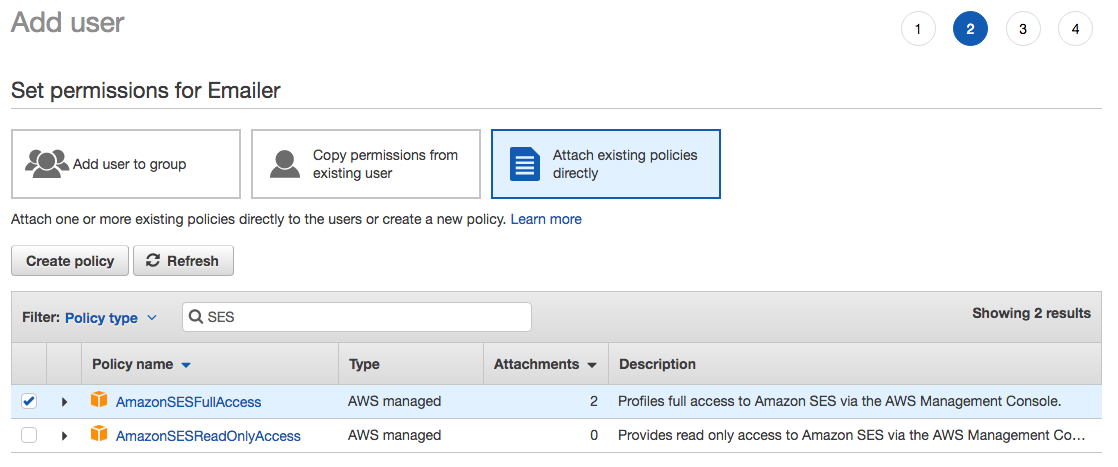 Add user
1 2 3 4
Set permissions for Emailer
Add user to group
Copy permissions from
existing user
Attach existing policies
directly
Attach one or more existing policies directly to the users or create a new policy. Learn more
Create policy Refresh
Filter: Policy type SES Showing 2 results
Policy name Type Attachments Description
AmazonSESFullAccess AWS managed 2 Profiles full access to Amazon SES via the AWS Management Console.
AmazonSESReadOnlyAccess AWS managed 0 Provides read only access to Amazon SES via the AWS Management Co…